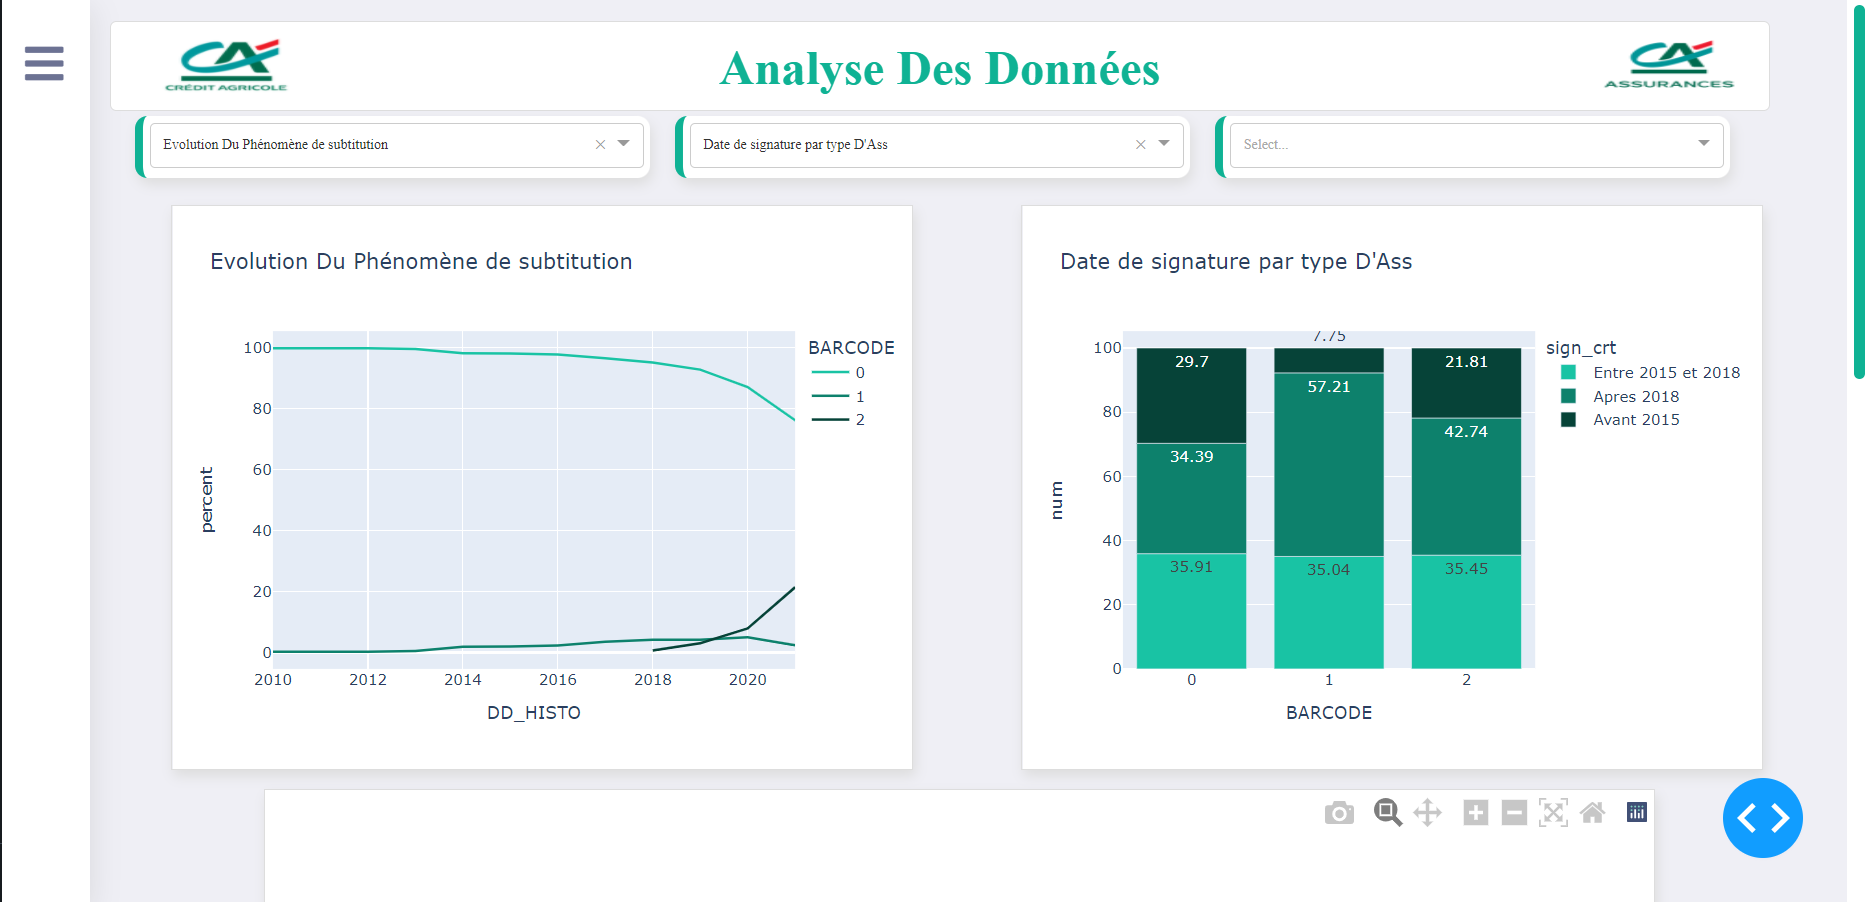 CRÉDIT AGRICOLE
Analyse Des Données
ASSURANCES
Evolution Du Phénomène de subtitution
Date de signature par type D'Ass
Select...
Evolution Du Phénomène de subtitution
percent
100
80
60
40
20
0
2010 2012 2014 2016 2018 2020
DD_HISTO
BARCODE
0
1
2
Date de signature par type D'Ass
num
100
80
60
40
20
0
29.7
34.39
35.91
7.75
57.21
35.04
21.81
42.74
35.45
0 1 2
BARCODE
sign_crt
Entre 2015 et 2018
Apres 2018
Avant 2015